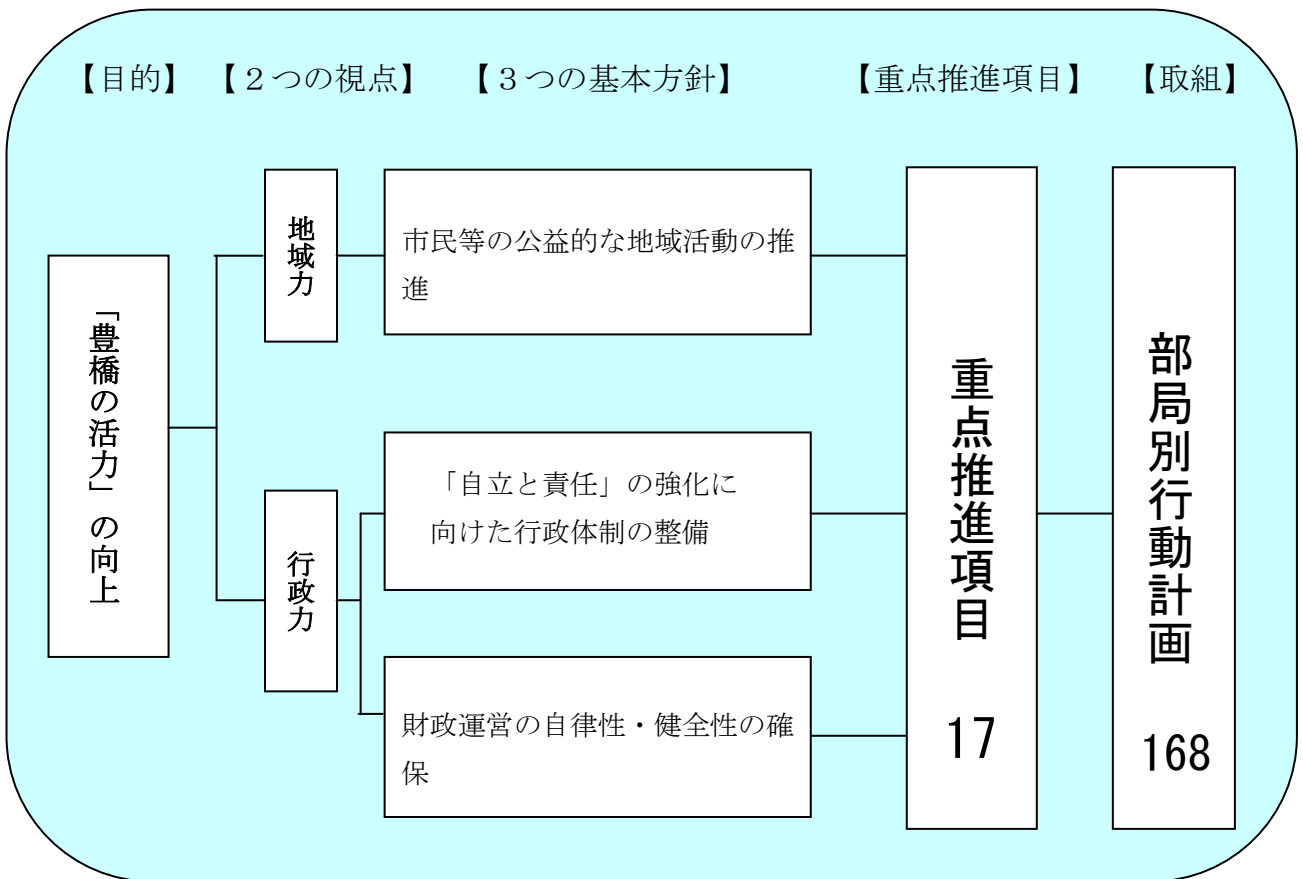 【目的】 【２つの視点】 【３つの基本方針】 【重点推進項目】 【取組】
「豊橋の活力」の向上
地域力
市民等の公益的な地域活動の推
進
行政力
「自立と責任」の強化に
向けた行政体制の整備
財政運営の自律性・健全性の確
保
重点推進項目 17
部局別行動計画 168